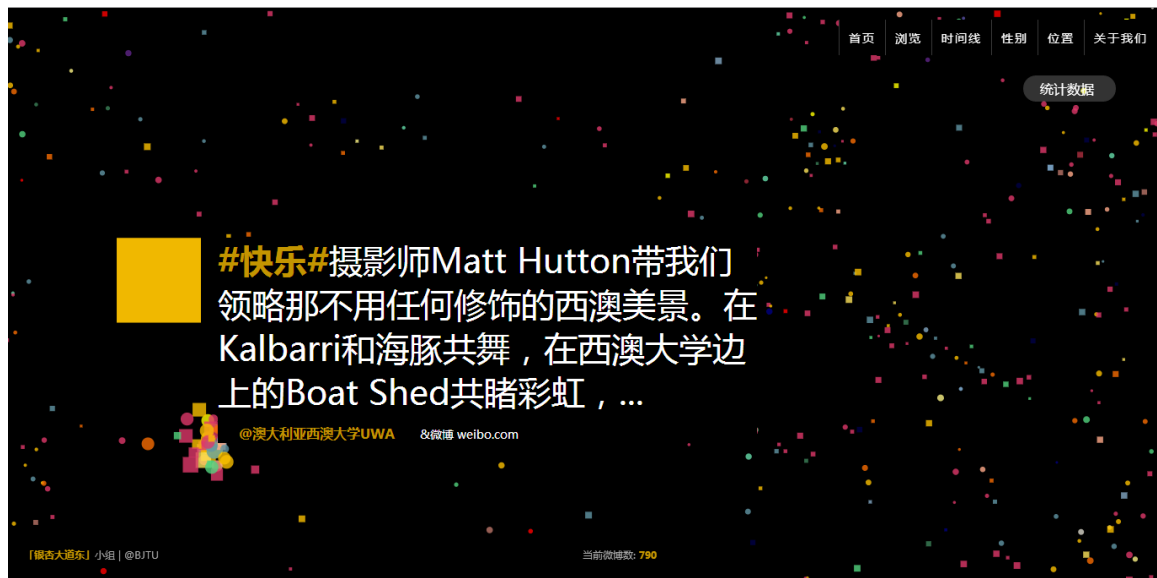 首页 浏览 时间线 性别 位置 关于我们
统计数据
#快乐#摄影师Matt Hutton带我们
领略那不用任何修饰的西澳美景。在
Kalbarri和海豚共舞，在西澳大学边
上的Boat Shed共睹彩虹，...
@澳大利亚西澳大学UWA &微博 weibo.com
「银杏大道东」小组 | @BJTU 当前微博数: 790